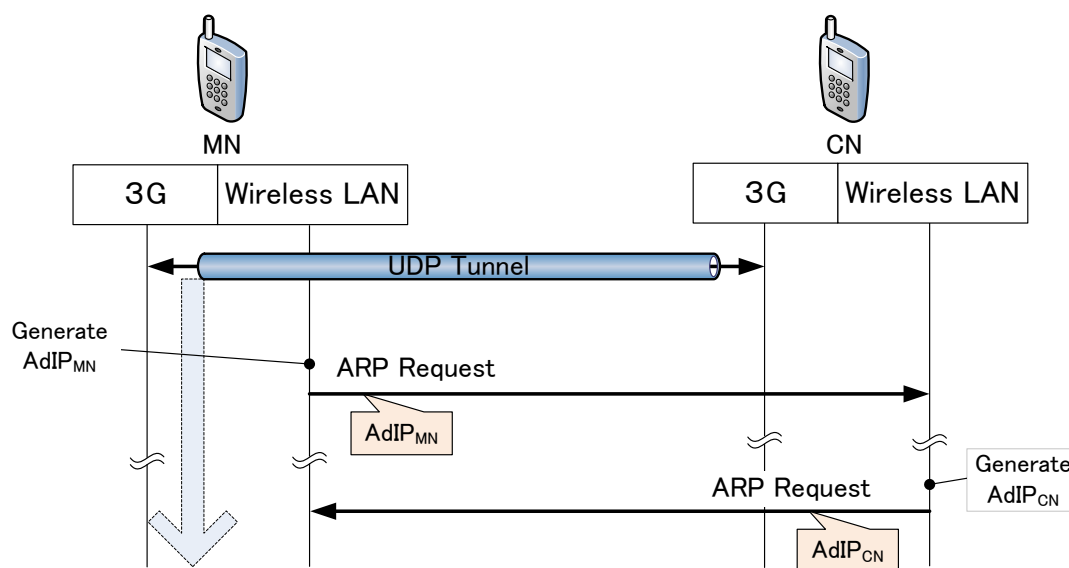 MN
CN
3G
Wireless LAN
3G
Wireless LAN
UDP Tunnel
Generate
AdIPMN
ARP Request
AdIPMN
Generate
AdIPCN
ARP Request
AdIPCN